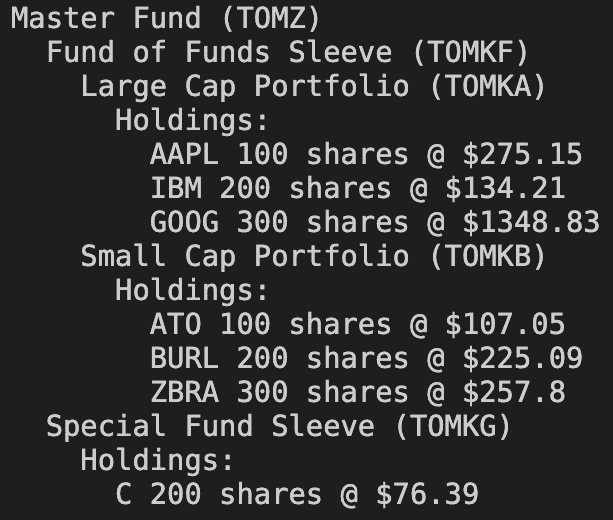 Master Fund (TOMZ)
Fund of Funds Sleeve (TOMKF)
Large Cap Portfolio (TOMKA)
Holdings:
AAPL 100 shares @ $275.15
IBM 200 shares @ $134.21
GOOG 300 shares @ $1348.83
Small Cap Portfolio (TOMKB)
Holdings:
ATO 100 shares @ $107.05
BURL 200 shares @ $225.09
ZBRA 300 shares @ $257.8
Special Fund Sleeve (TOMKG)
Holdings:
C 200 shares @ $76.39